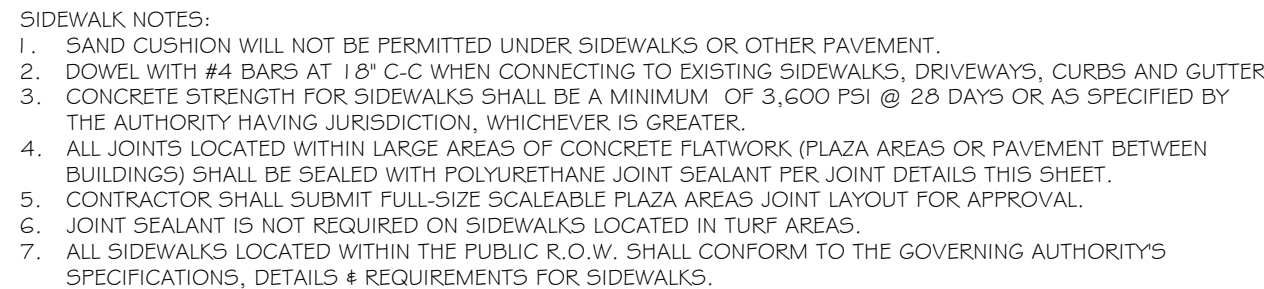 SIDEWALK NOTES:
1. SAND CUSHION WILL NOT BE PERMITTED UNDER SIDEWALKS OR OTHER PAVEMENT.
2. DOWEL WITH #4 BARS AT 18" C-C WHEN CONNECTING TO EXISTING SIDEWALKS, DRIVEWAYS, CURBS AND GUTTER
3. CONCRETE STRENGTH FOR SIDEWALKS SHALL BE A MINIMUM OF 3,600 PSI @ 28 DAYS OR AS SPECIFIED BY
THE AUTHORITY HAVING JURISDICTION, WHICHEVER IS GREATER.
4. ALL JOINTS LOCATED WITHIN LARGE AREAS OF CONCRETE FLATWORK (PLAZA AREAS OR PAVEMENT BETWEEN
BUILDINGS) SHALL BE SEALED WITH POLYURETHANE JOINT SEALANT PER JOINT DETAILS THIS SHEET.
5. CONTRACTOR SHALL SUBMIT FULL-SIZE SCALEABLE PLAZA AREAS JOINT LAYOUT FOR APPROVAL.
6. JOINT SEALANT IS NOT REQUIRED ON SIDEWALKS LOCATED IN TURF AREAS.
7. ALL SIDEWALKS LOCATED WITHIN THE PUBLIC R.O.W. SHALL CONFORM TO THE GOVERNING AUTHORITY'S
SPECIFICATIONS, DETAILS & REQUIREMENTS FOR SIDEWALKS.